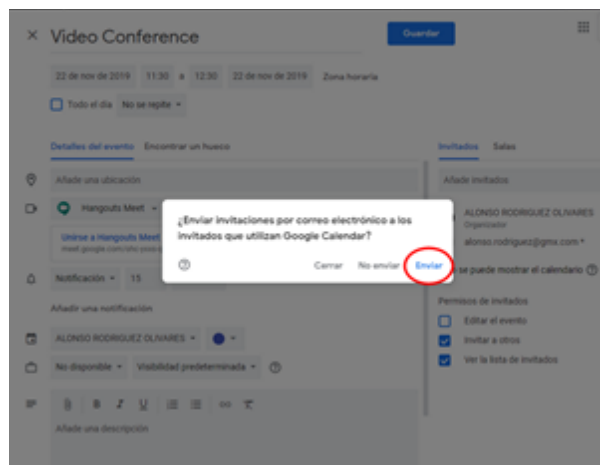 Video Conference
Guardar
22 de nov de 2019 11:30 a 12:30 22 de nov de 2019 Zona horaria
Todo el día No se repite
Detalles del evento Encontrar un hueco
Invitados Salas
Añade una ubicación
Añade invitados
Hangouts Meet
¿Enviar invitaciones por correo electrónico a los
invitados que utilizan Google Calendar?
Cerrar No enviar Enviar
ALONSO RODRIGUEZ OLIVARES
Organizador
alonso.rodriguez@gmx.com *
Unirse a Hangouts Meet
se puede mostrar el calendario
Notificación 15
Añadir una notificación
Permisos de invitados
Editar el evento
Invitar a otros
Ver la lista de invitados
ALONSO RODRIGUEZ OLIVARES
No disponible Visibilidad predeterminada
B I U
Añade una descripción